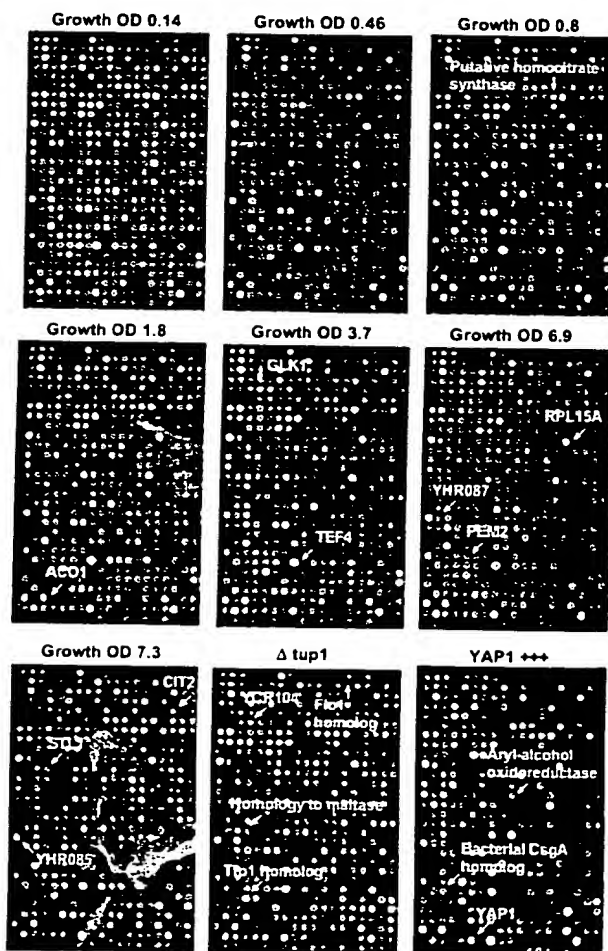 Growth OD 0.14
Growth OD 0.46
Growth OD 0.8
Putative homocitrate
synthase
Growth OD 1.8
Growth OD 3.7
Growth OD 6.9
GLK1
RPL15A
YHR087
PEM2
TEF4
ACO1
Growth OD 7.3
Δ tup1
YAP1 +++
CIT2
YCR104
Flo1
homolog
Aryl-alcohol
oxidoreductase
Homology to maltase
YHR085
Bacterial CsgA
homolog
homolog
YAP1